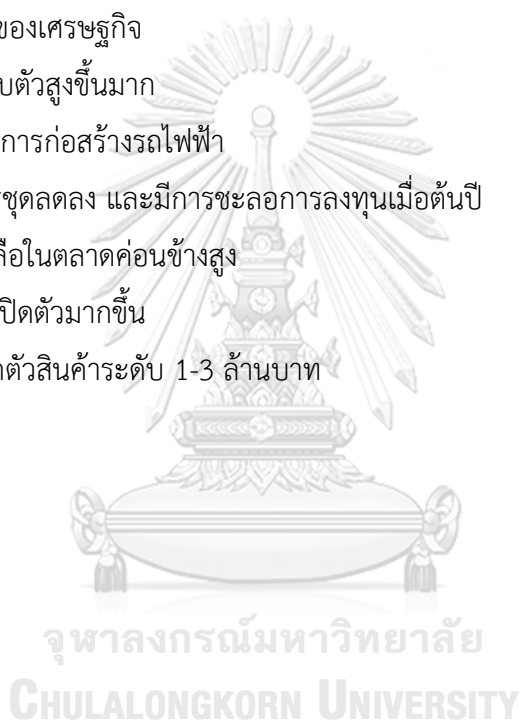 ของเศรษฐกิจ
บตัวสูงขึ้นมาก
การก่อสร้างรถไฟฟ้า
ชุดลดลง และมีการชะลอการลงทุนเมื่อต้นปี
ลือในตลาดค่อนข้างสูง
ปิดตัวมากขึ้น
ตัวสินค้าระดับ 1-3 ล้านบาท
จุฬาลงกรณ์มหาวิทยาลัย
CHULALONGKORN UNIVERSITY